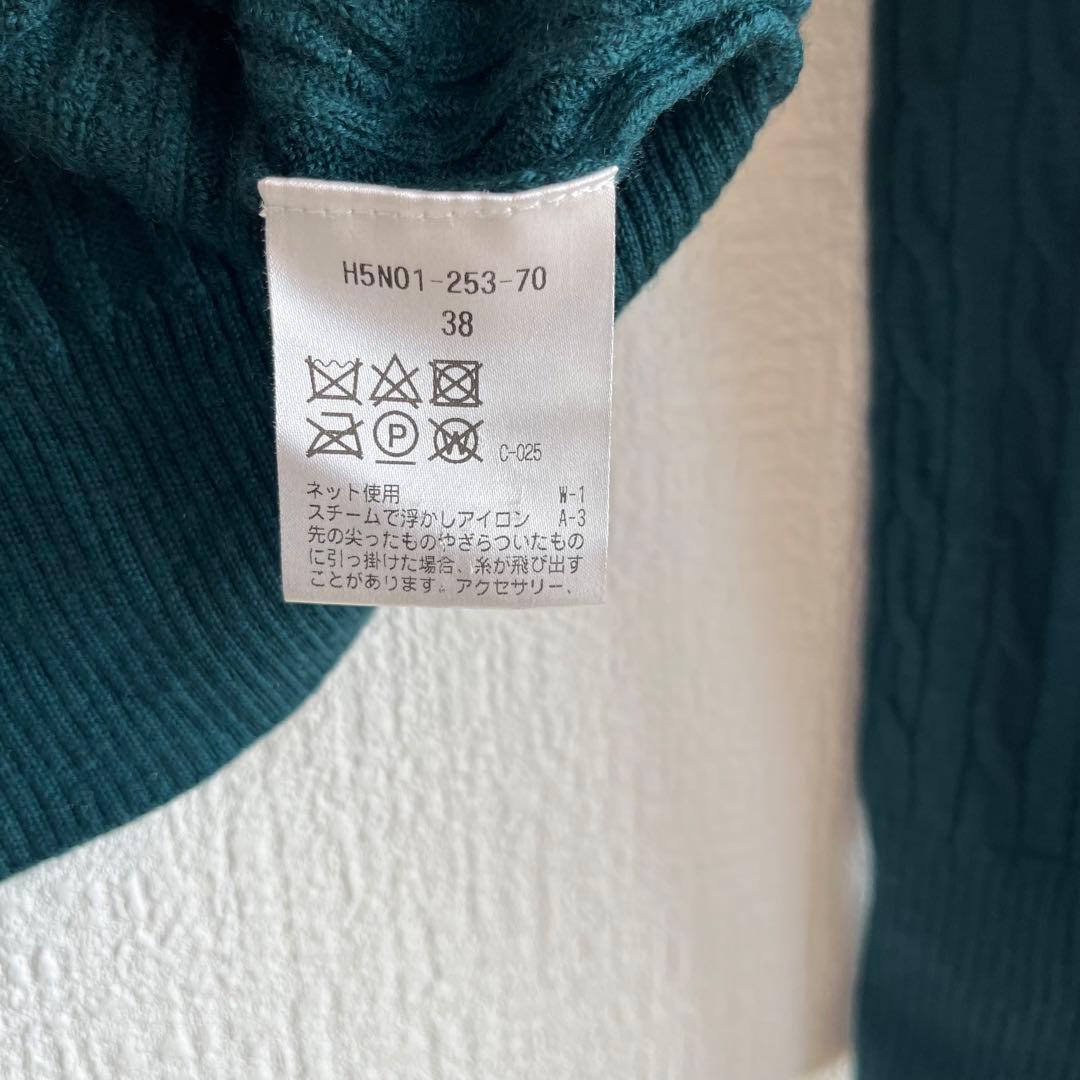 H5N01-253-70
38
P W C-025
ネット使用 W-1
スチームで浮かしアイロン A-3
先の尖ったものやざらついたもの
に引っ掛けた場合、糸が飛び出す
ことがあります。アクセサリー、